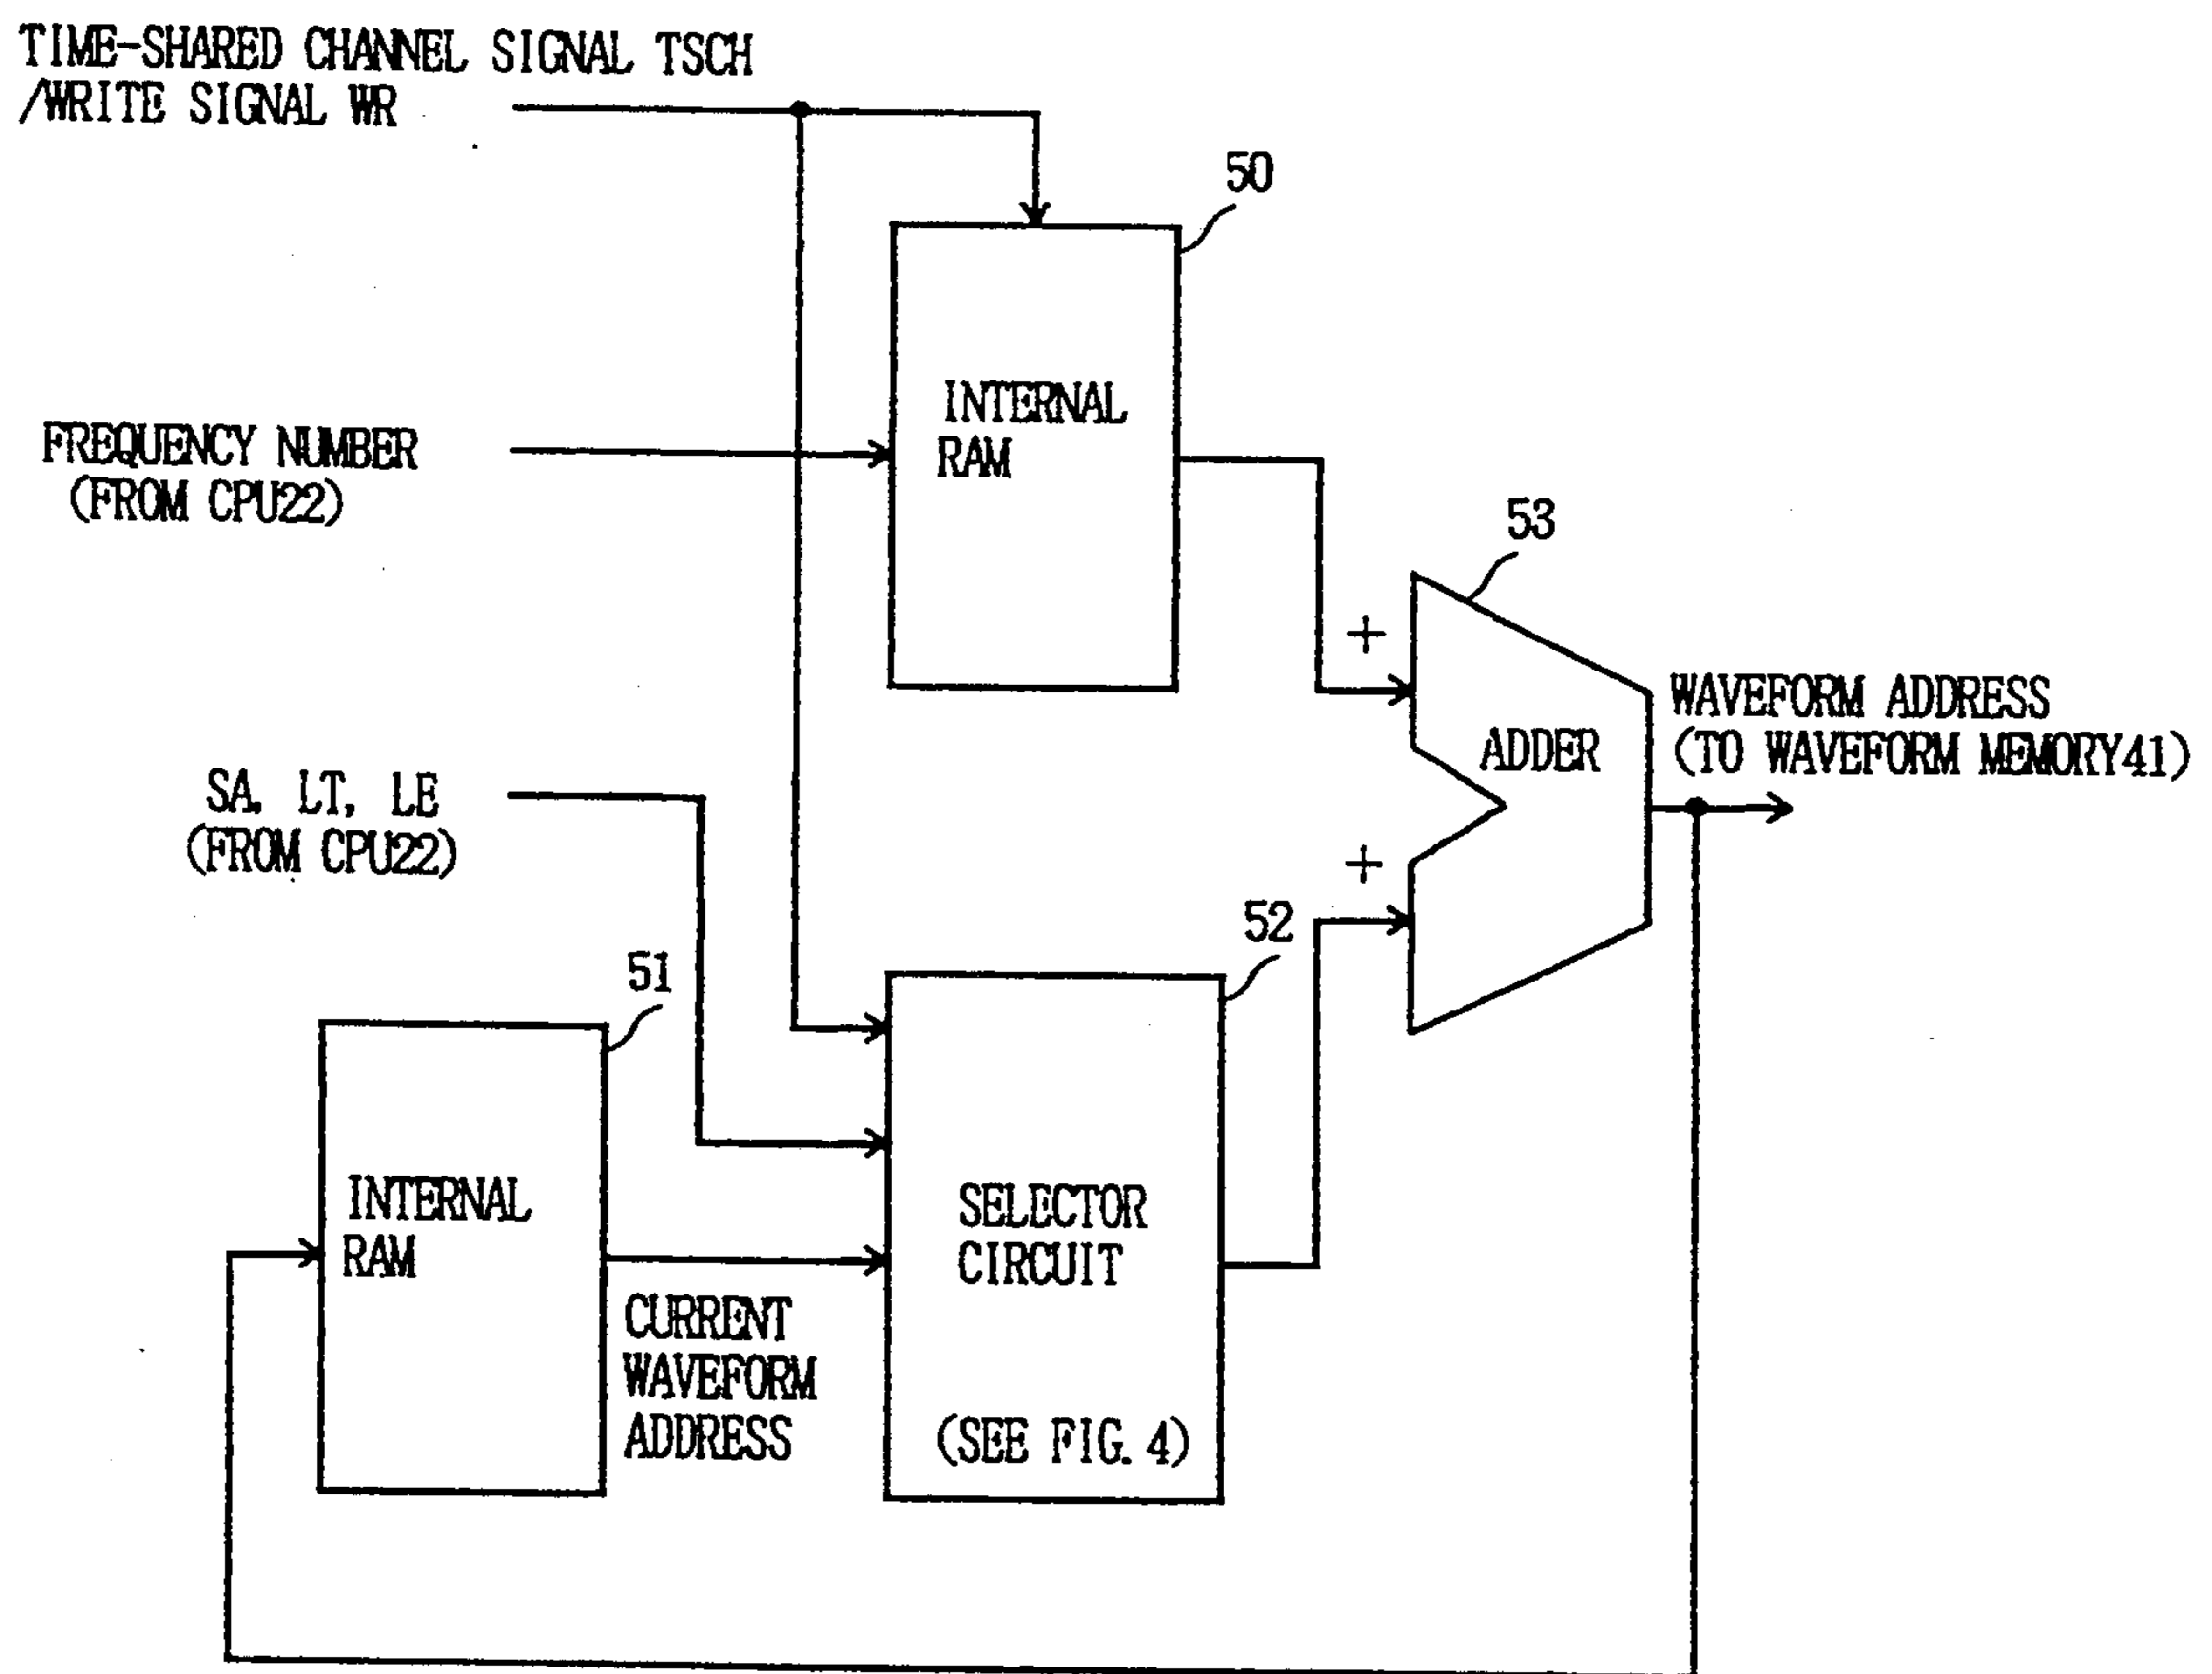 TIME-SHARED CHANNEL SIGNAL TSCH
/WRITE SIGNAL WR
50
INTERNAL
RAM
FREQUENCY NUMBER
(FROM CPU22)
53
+
WAVEFORM ADDRESS
(TO WAVEFORM MEMORY41)
ADDER
SA, LT, LE
(FROM CPU22)
+
52
51
INTERNAL
RAM
SELECTOR
CIRCUIT
CURRENT
WAVEFORM
ADDRESS
(SEE FIG. 4)